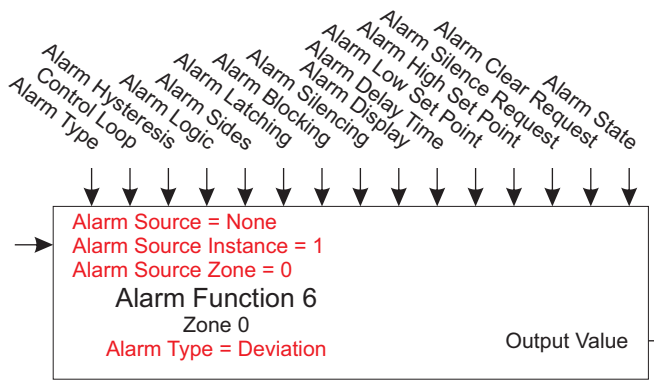 Alarm Type
Control Loop
Alarm Hysteresis
Alarm Logic
Alarm Sides
Alarm Latching
Alarm Blocking
Alarm Silencing
Alarm Display
Alarm Delay Time
Alarm Low Set Point
Alarm High Set Point
Alarm Silence Request
Alarm Clear Request
Alarm State
Alarm Source = None
Alarm Source Instance = 1
Alarm Source Zone = 0
Alarm Function 6
Zone 0
Alarm Type = Deviation
Output Value